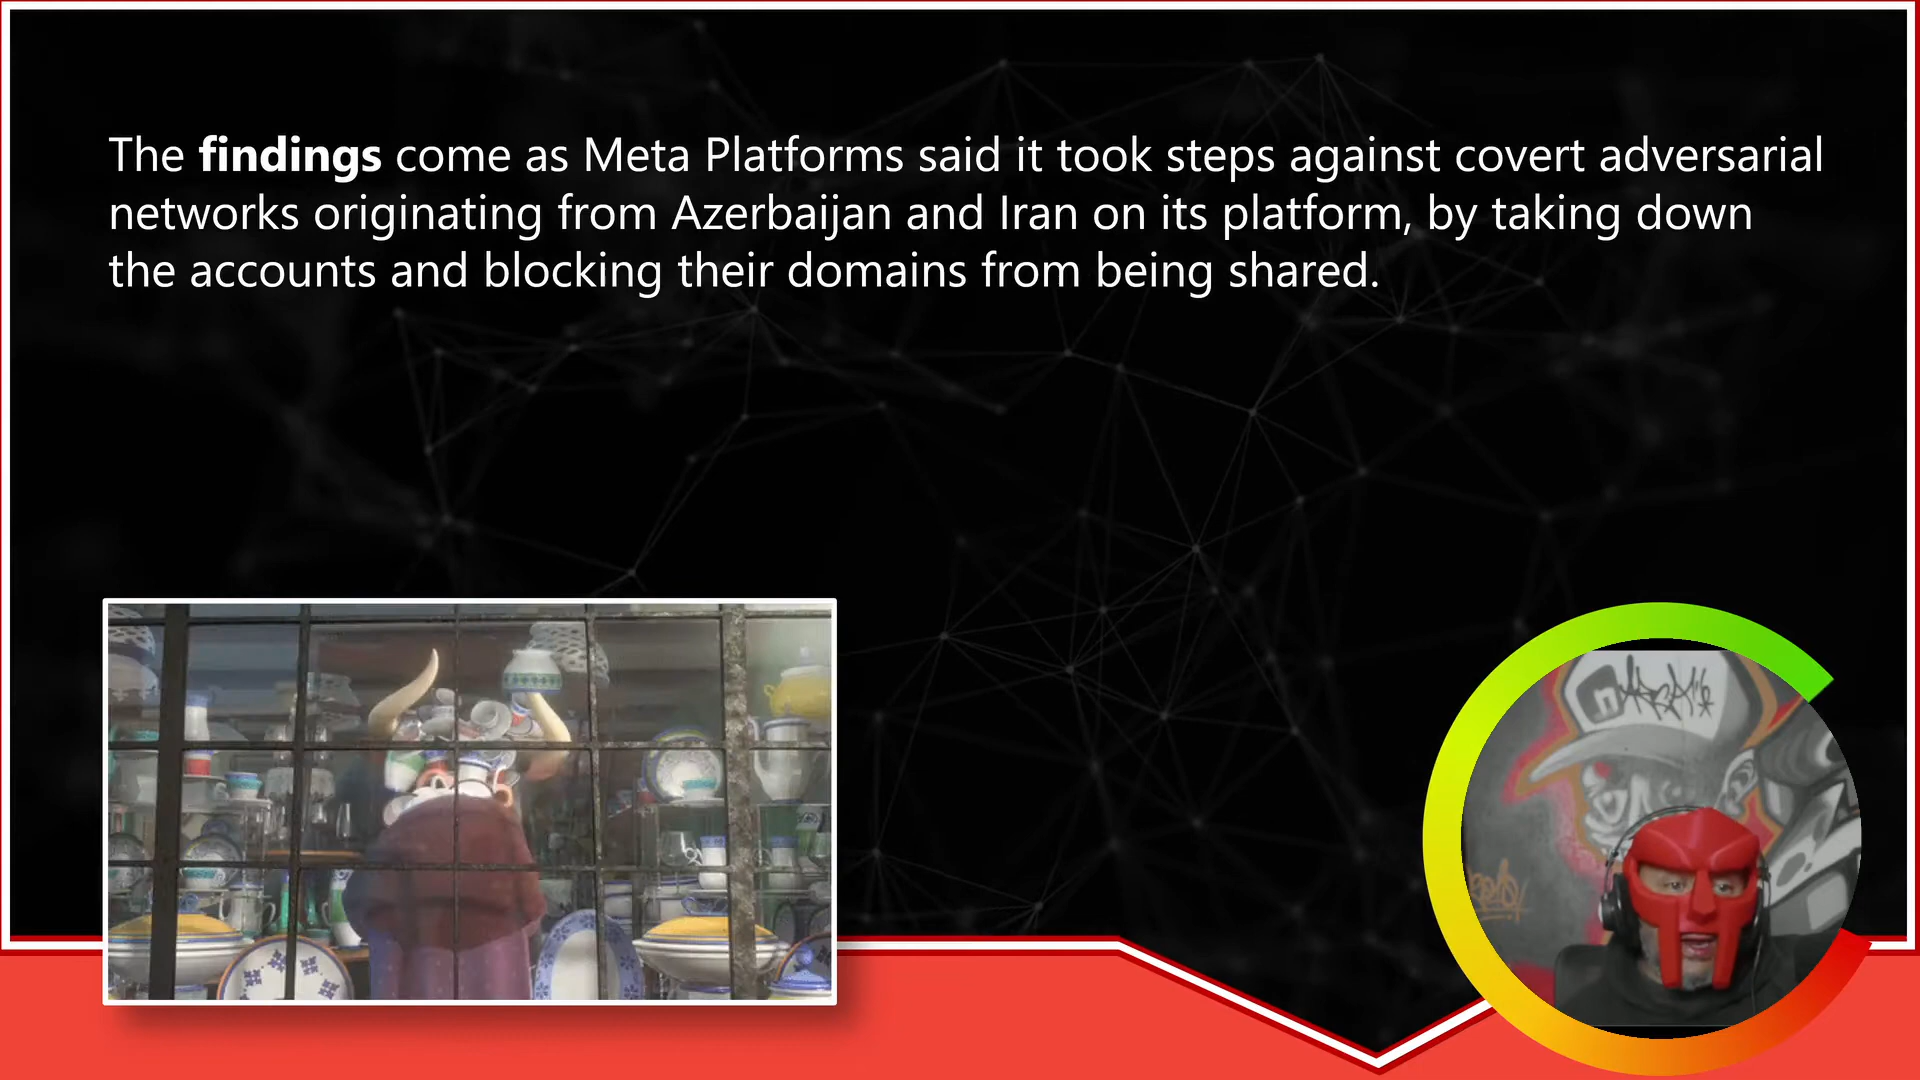 The findings come as Meta Platforms said it took steps against covert adversarial
networks originating from Azerbaijan and Iran on its platform, by taking down
the accounts and blocking their domains from being shared.